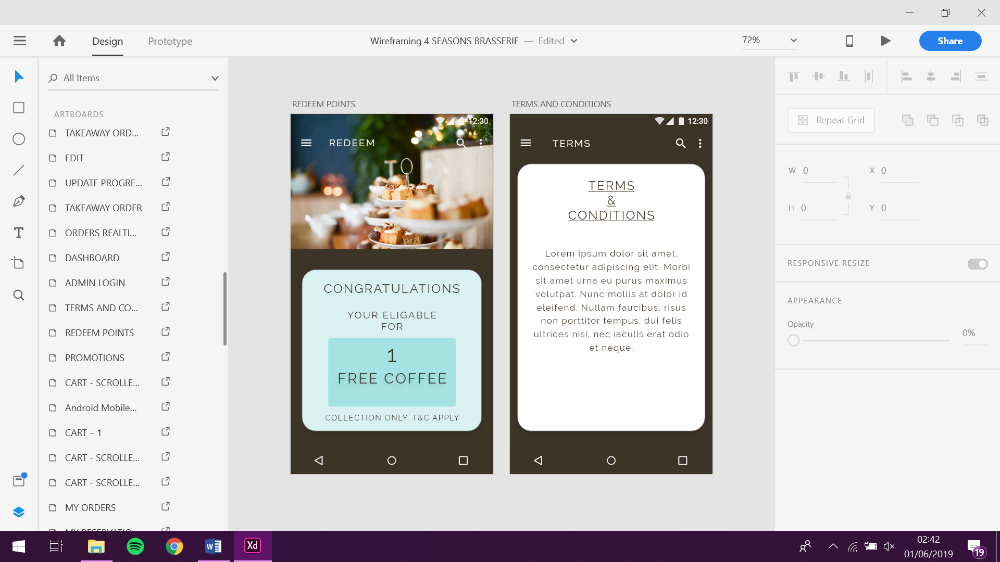 Design
Prototype
Wireframing 4 SEASONS BRASSERIE — Edited
72%
Share
All Items
ARTBOARDS
TAKEAWAY ORD...
EDIT
UPDATE PROGRE...
TAKEAWAY ORDER
ORDERS REALTI...
DASHBOARD
ADMIN LOGIN
TERMS AND CO...
REDEEM POINTS
PROMOTIONS
CART - SCROLLE...
Android Mobile...
CART – 1
CART - SCROLLE...
CART - SCROLLE...
MY ORDERS
REDEEM POINTS
12:30
REDEEM
CONGRATULATIONS
YOUR ELIGABLE
FOR
1
FREE COFFEE
COLLECTION ONLY. T&C APPLY
TERMS AND CONDITIONS
12:30
TERMS
TERMS
&
CONDITIONS
Lorem ipsum dolor sit amet,
consectetur adipiscing elit. Morbi
sit amet urna eu purus maximus
volutpat. Nunc mollis at dolor id
eleifend. Nullam faucibus, risus
non porttitor tempus, dui felis
ultrices nisi, nec iaculis erat odio
et neque.
Repeat Grid
W 0
X 0
H 0
Y 0
RESPONSIVE RESIZE
APPEARANCE
Opacity
0%
W
Xd
02:42
01/06/2019
19